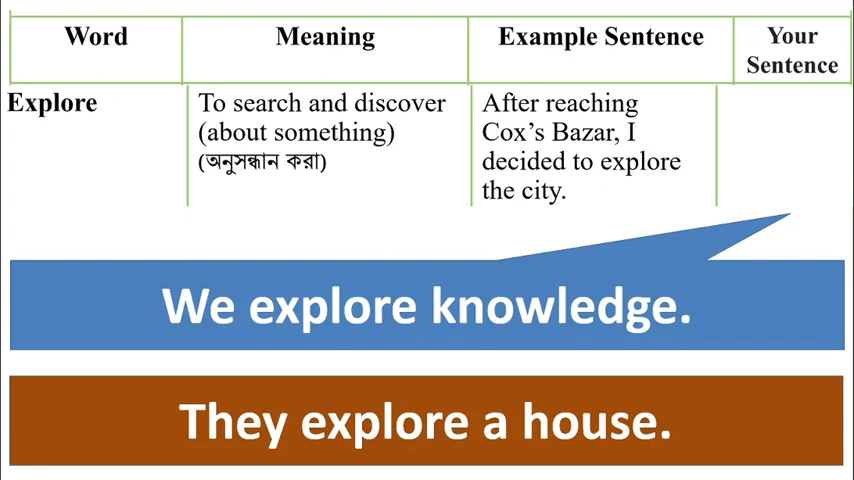 Word Meaning Example Sentence Your Sentence
Explore
To search and discover
(about something)
(অনুসন্ধান করা)
After reaching
Cox’s Bazar, I
decided to explore
the city.
We explore knowledge.
They explore a house.